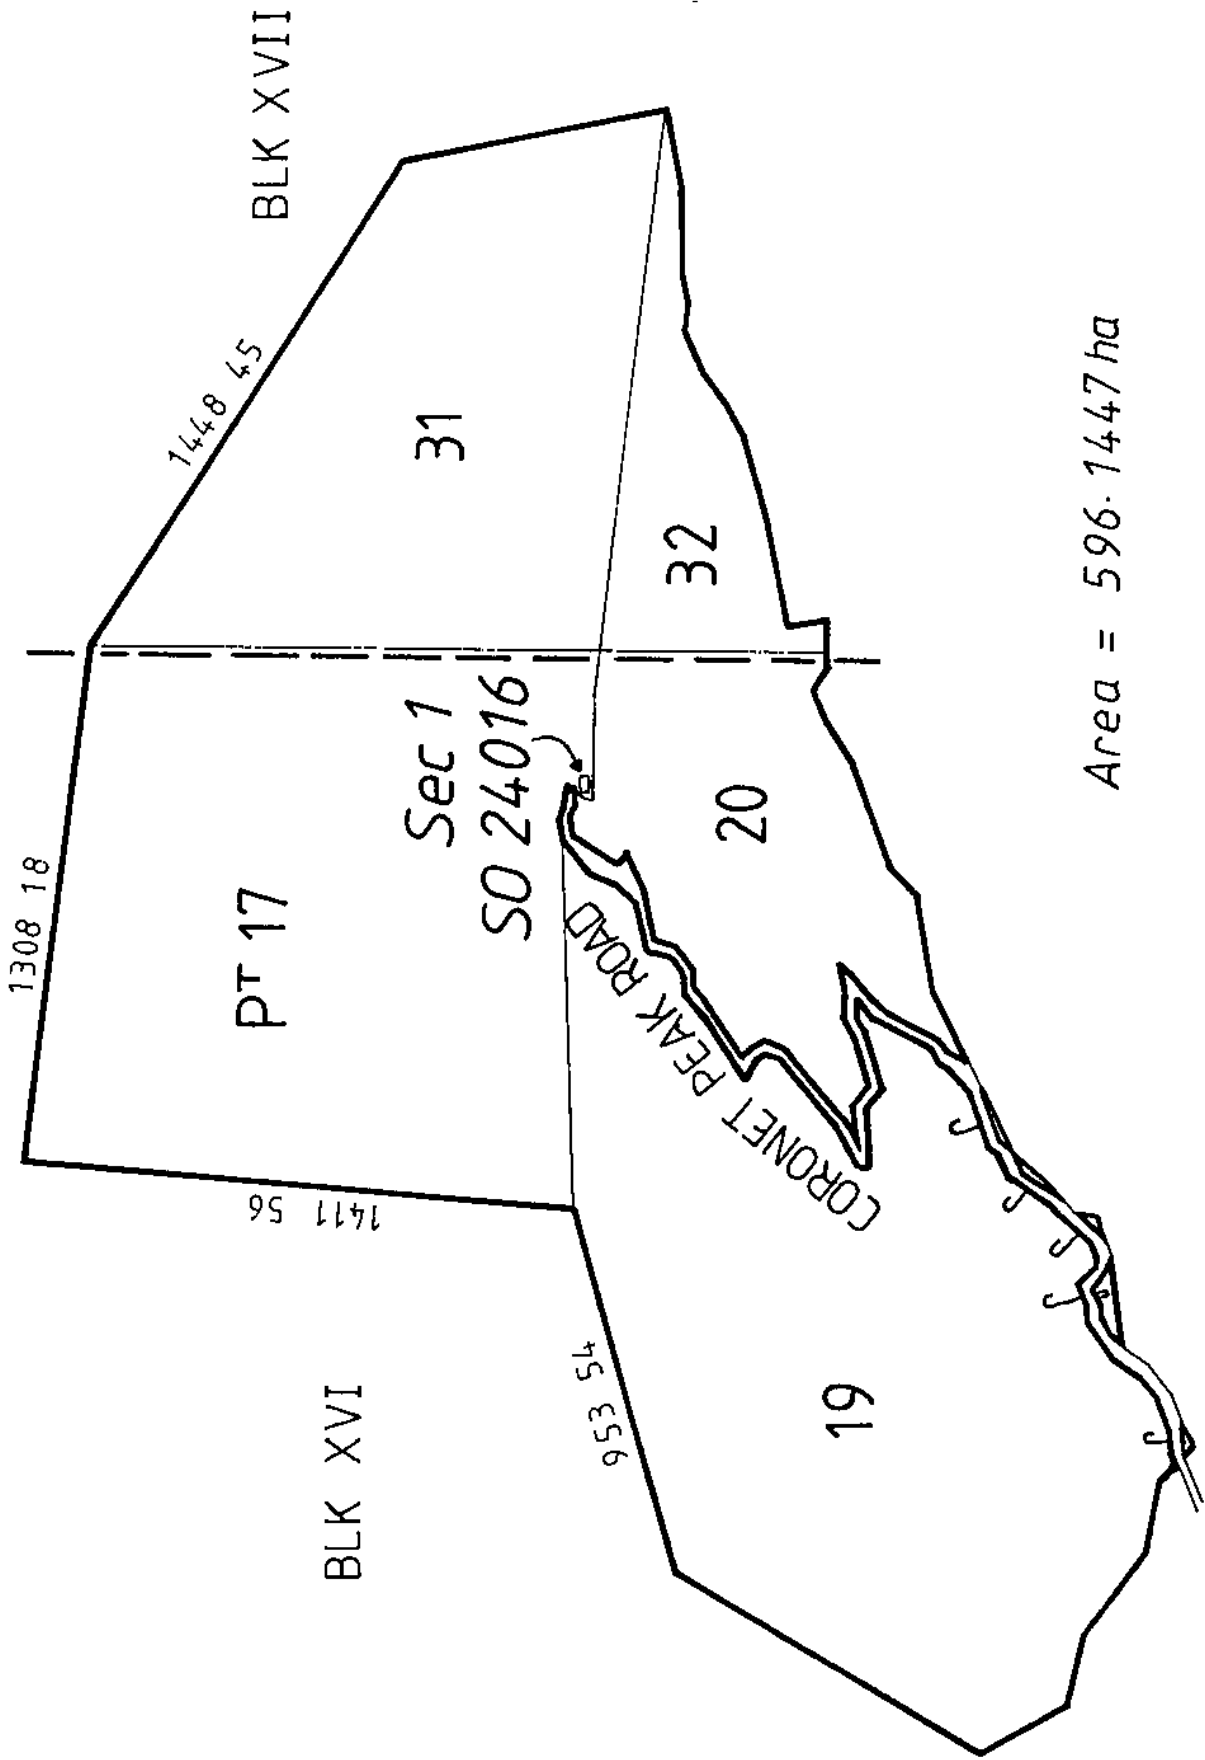 BLK XVI
BLK XVII
1308 18
1448 45
1411 56
953 54
PT 17
31
Sec 1
SO 24016
32
20
19
CORONET PEAK ROAD
Area = 596.1447 ha